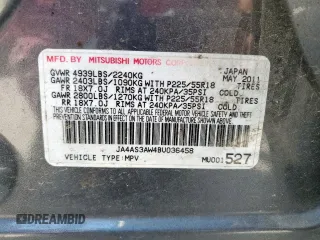 MFD. BY MITSUBISHI MOTORS CORPORATION
JAPAN
GVWR 4939LBS/2240KG MAY 2011
GAWR 2403LBS/1090KG WITH P225/55R18 TIRES
FR 18X7.0J RIMS AT 240KPA/35PSI COLD
GAWR 2800LBS/1270KG WITH P225/55R18 TIRES
RR 18X7.0J RIMS AT 240KPA/35PSI COLD
THIS VEHICLE CONFORMS TO ALL APPLICABLE FEDERAL MOTOR VEHICLE SAFETY AND THEFT PREVENTION STANDARDS IN EFFECT ON THE DATE OF MANUFACTURE SHOWN ABOVE.
JA4AS3AW4BU036458
VEHICLE TYPE:MPV MU001527
DREAMBID AUCTION HISTORY